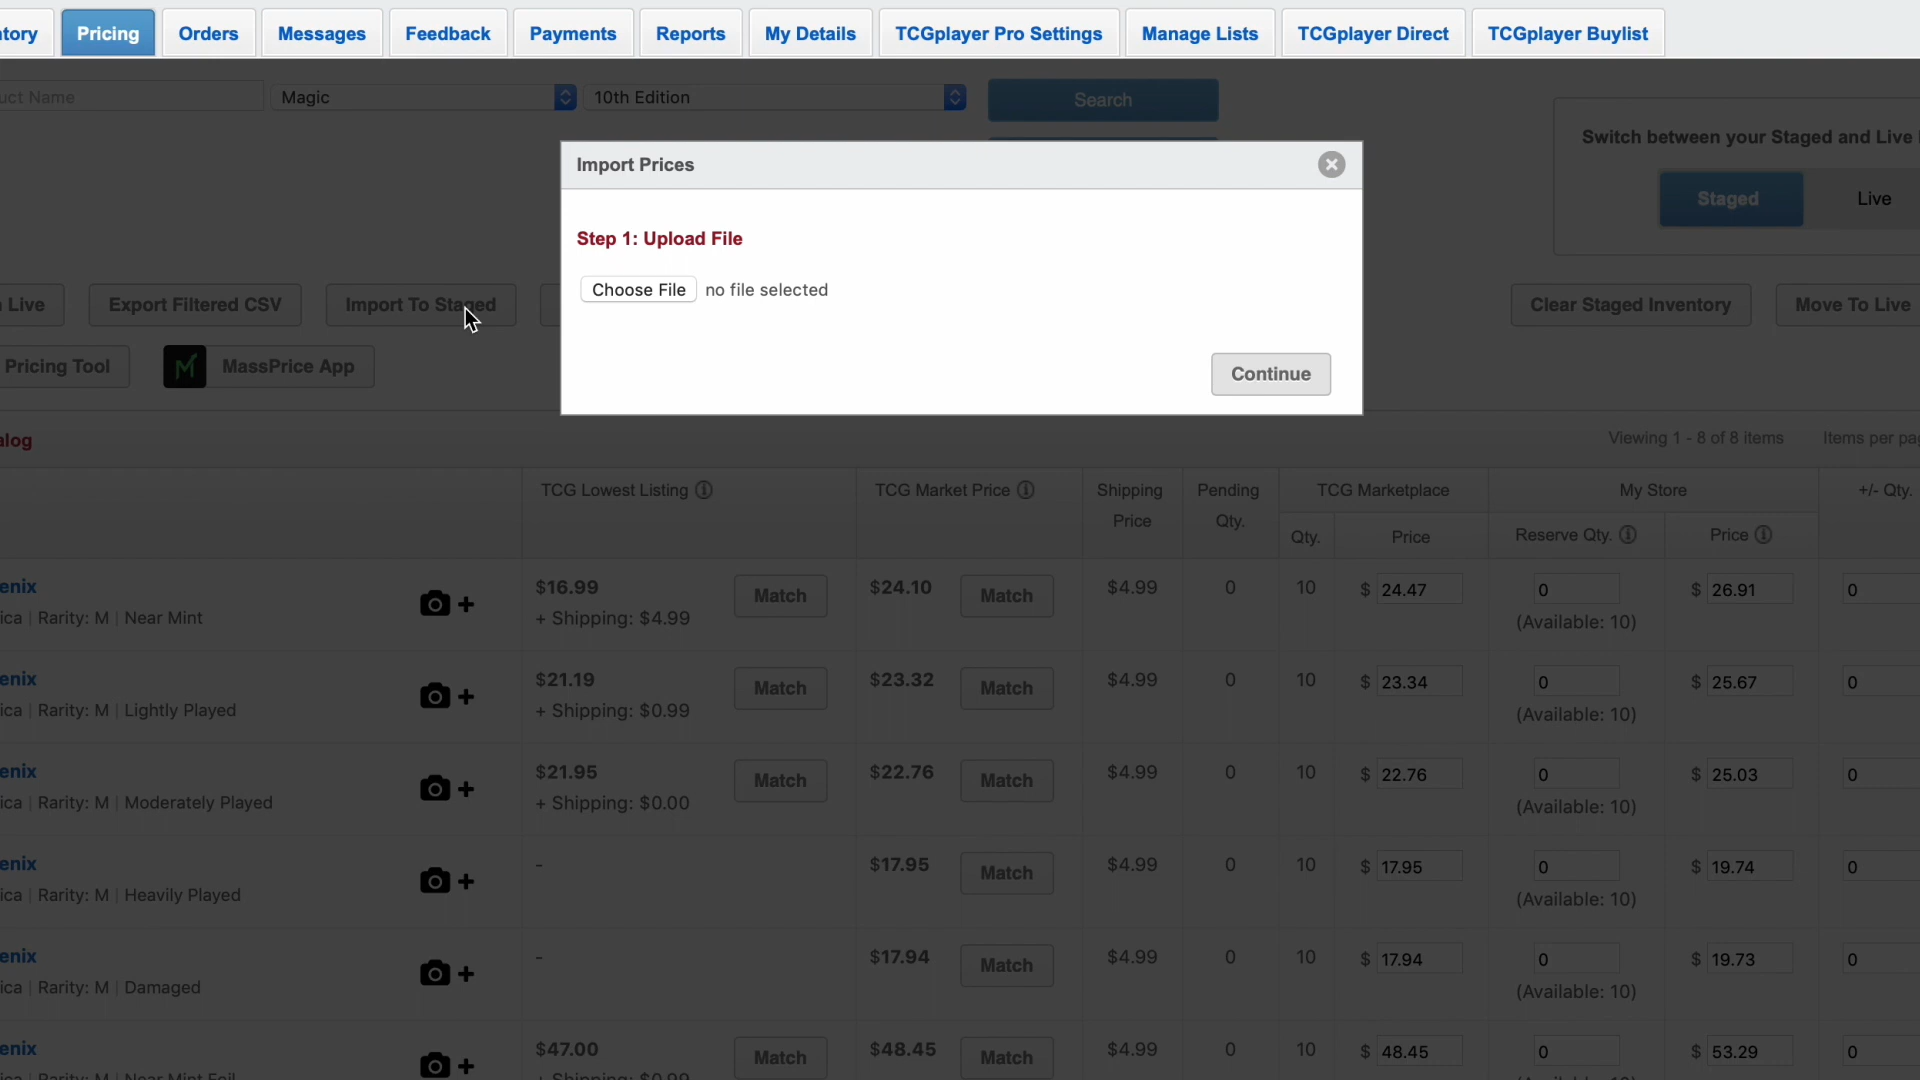 tory Pricing Orders Messages Feedback Payments Reports My Details TCGplayer Pro Settings Manage Lists TCGplayer Direct TCGplayer Buylist
uct Name Magic 10th Edition Search
Switch between your Staged and Live
Import Prices
Staged Live
Step 1: Upload File
Choose File no file selected
Live Export Filtered CSV Import To Staged Clear Staged Inventory Move To Live
Pricing Tool MassPrice App
Continue
alog Viewing 1 - 8 of 8 items Items per pag
TCG Lowest Listing TCG Market Price Shipping Pending TCG Marketplace My Store +/- Qty.
Price Qty.
Qty. Price Reserve Qty. Price
enix $16.99 Match $24.10 Match $4.99 0 10 $ 24.47 0 $ 26.91 0
ica | Rarity: M | Near Mint + Shipping: $4.99 (Available: 10)
enix $21.19 Match $23.32 Match $4.99 0 10 $ 23.34 0 $ 25.67 0
ica | Rarity: M | Lightly Played + Shipping: $0.99 (Available: 10)
enix $21.95 Match $22.76 Match $4.99 0 10 $ 22.76 0 $ 25.03 0
ica | Rarity: M | Moderately Played + Shipping: $0.00 (Available: 10)
enix - $17.95 Match $4.99 0 10 $ 17.95 0 $ 19.74 0
ica | Rarity: M | Heavily Played (Available: 10)
enix - $17.94 Match $4.99 0 10 $ 17.94 0 $ 19.73 0
ica | Rarity: M | Damaged (Available: 10)
enix $47.00 Match $48.45 Match $4.99 0 10 $ 48.45 0 $ 53.29 0
ica | Rarity: M | Near Mint Foil + Shipping: $0.99